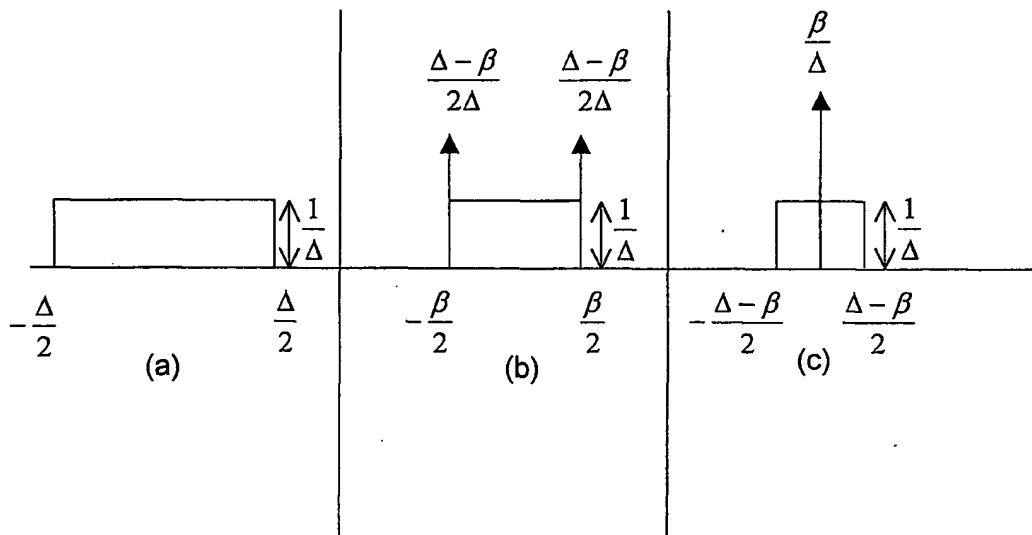 β/Δ
(Δ − β)/(2Δ) (Δ − β)/(2Δ)
1/Δ 1/Δ 1/Δ
−Δ/2 Δ/2 −β/2 β/2 −(Δ − β)/2 (Δ − β)/2
(a) (b) (c)